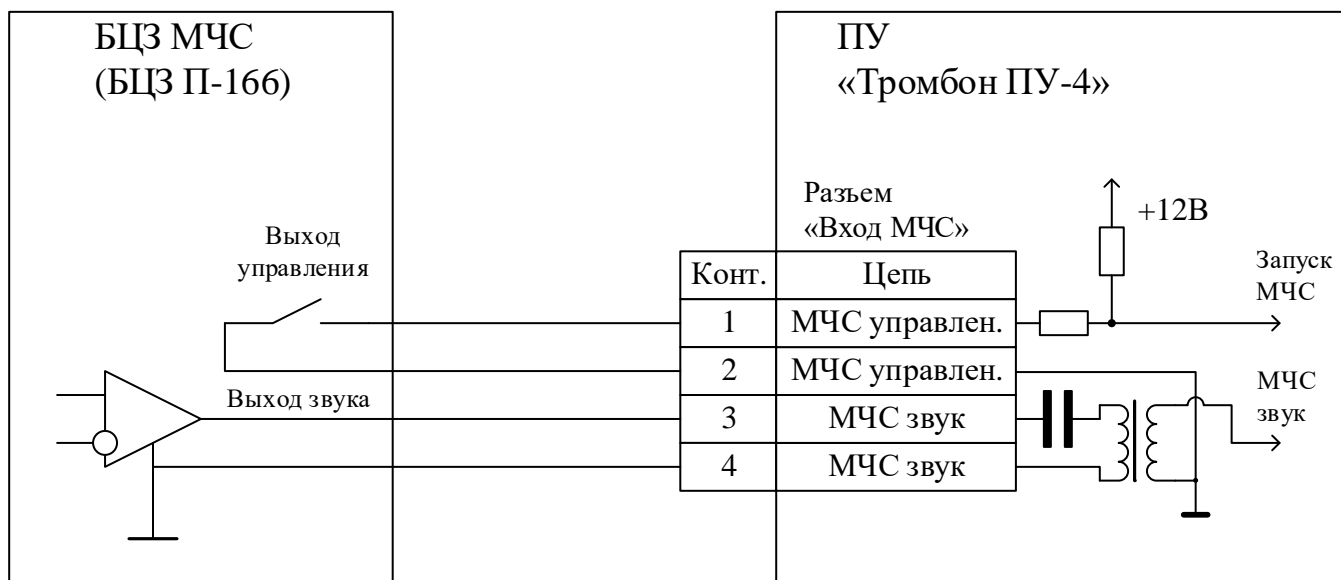 БЦЗ МЧС
(БЦЗ П-166)
ПУ
«Тромбон ПУ-4»
Разъем
«Вход МЧС»
+12В
Выход
управления
Запуск
МЧС
Конт.
Цепь
1
МЧС управлен.
2
МЧС управлен.
МЧС
звук
Выход звука
3
МЧС звук
4
МЧС звук